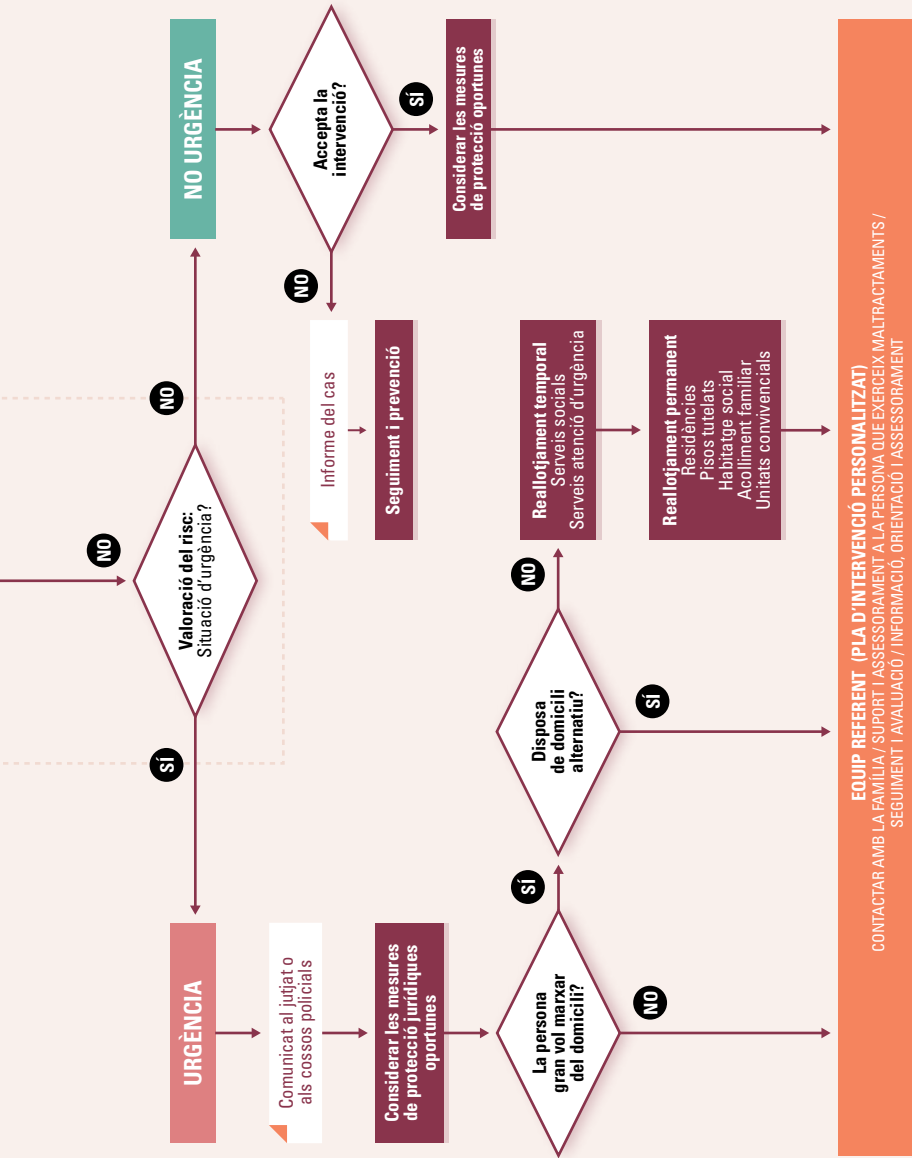 NO
Valoració del risc:
Situació d'urgència?
SÍ
NO
URGÈNCIA
Comunicat al jutjat o
als cossos policials
Considerar les mesures
de protecció jurídiques
oportunes
La persona
gran vol marxar
del domicili?
SÍ
NO
Disposa
de domicili
alternatiu?
NO
SÍ
Reallotjament temporal
Serveis socials
Serveis atenció d'urgència
Reallotjament permanent
Residències
Pisos tutelats
Habitatge social
Acolliment familiar
Unitats convivencials
NO URGÈNCIA
Accepta la
intervenció?
NO
SÍ
Informe del cas
Seguiment i prevenció
Considerar les mesures
de protecció oportunes
EQUIP REFERENT (PLA D'INTERVENCIÓ PERSONALITZAT)
CONTACTAR AMB LA FAMÍLIA / SUPORT I ASSESSORAMENT A LA PERSONA QUE EXERCEIX MALTRACTAMENTS /
SEGUIMENT I AVALUACIÓ / INFORMACIÓ, ORIENTACIÓ I ASSESSORAMENT